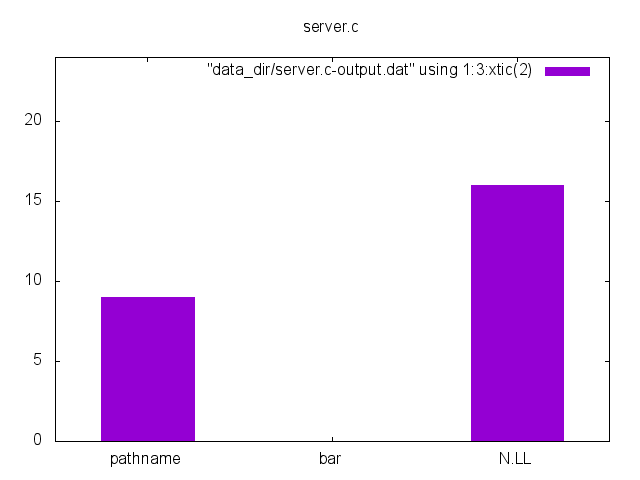 server.c
"data_dir/server.c-output.dat" using 1:3:xtic(2)
20
15
10
5
0
pathname bar N.LL